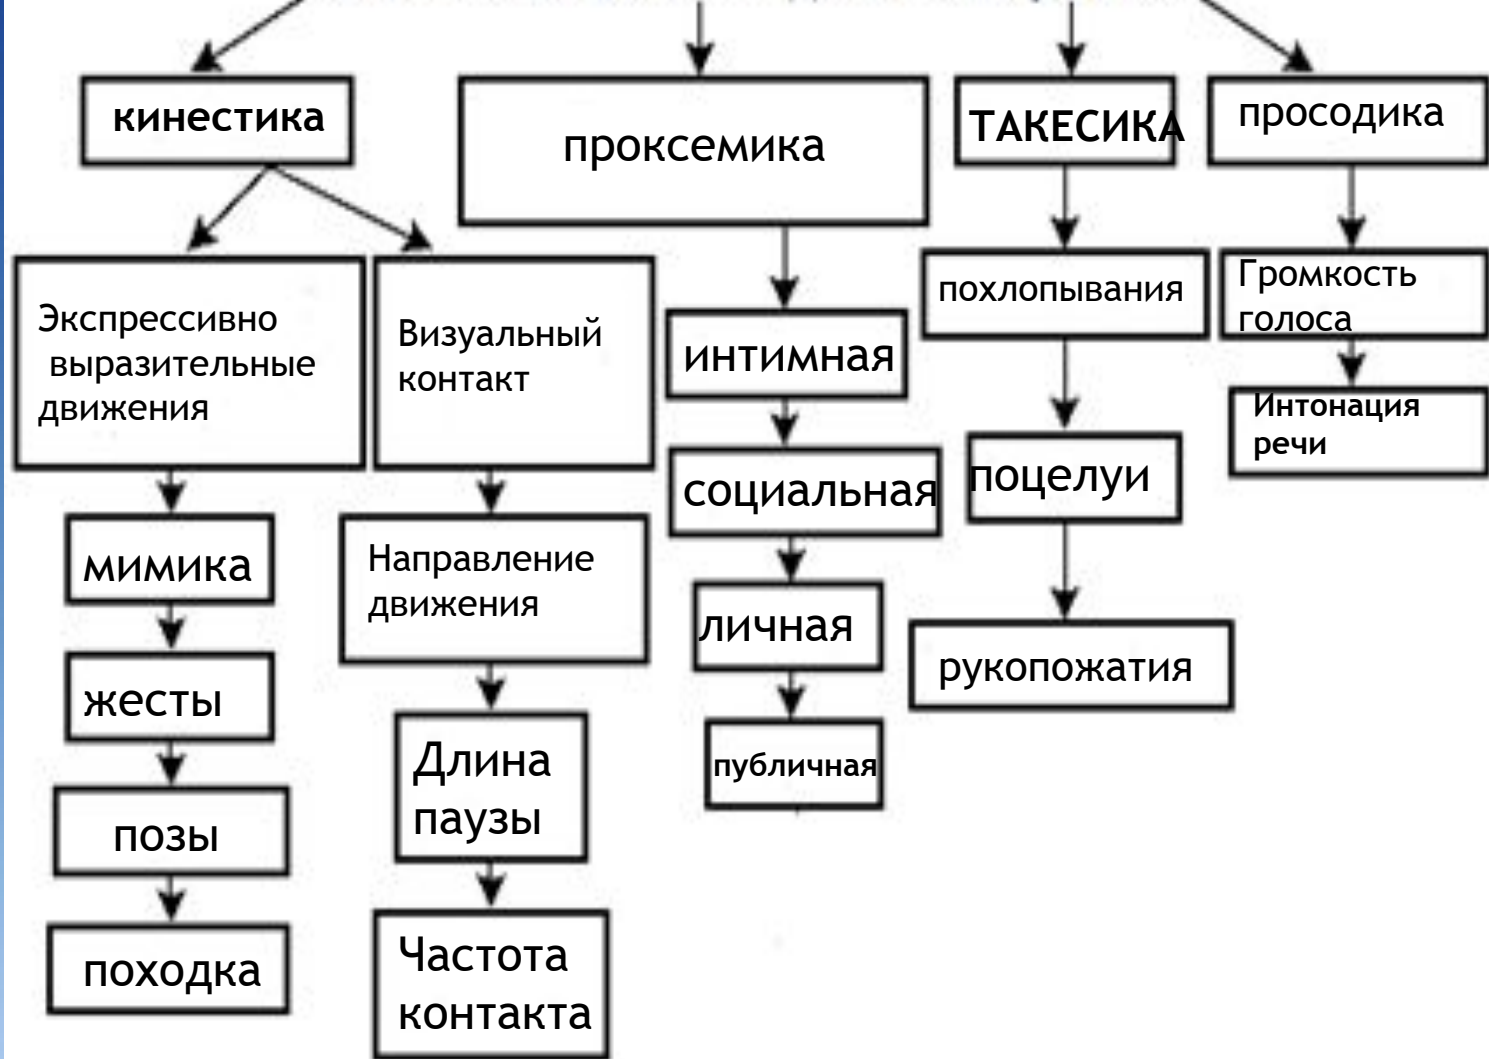 кинестика
проксемика
ТАКЕСИКА
просодика
Экспрессивно
выразительные
движения
Визуальный
контакт
интимная
похлопывания
Громкость
голоса
социальная
поцелуи
Интонация
речи
мимика
Направление
движения
личная
рукопожатия
жесты
Длина
паузы
публичная
позы
походка
Частота
контакта